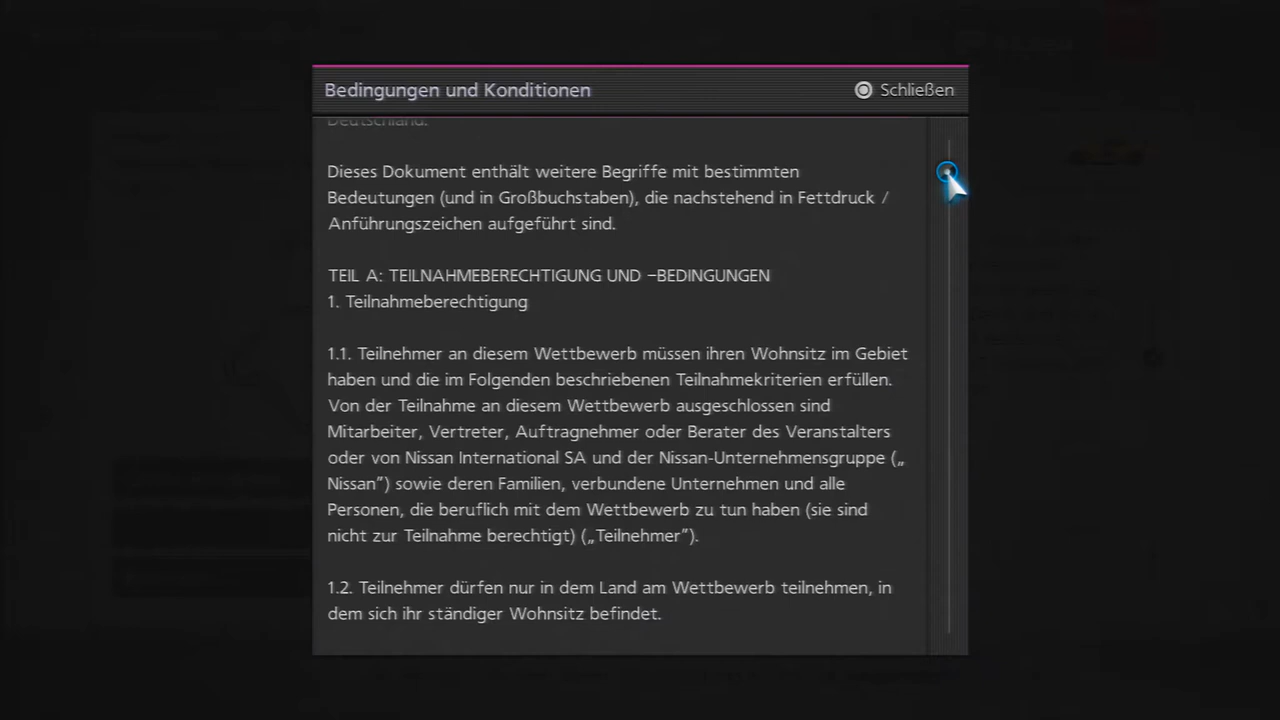 Bedingungen und Konditionen
Schließen
Deutschland.
Dieses Dokument enthält weitere Begriffe mit bestimmten
Bedeutungen (und in Großbuchstaben), die nachstehend in Fettdruck /
Anführungszeichen aufgeführt sind.
TEIL A: TEILNAHMEBERECHTIGUNG UND –BEDINGUNGEN
1. Teilnahmeberechtigung
1.1. Teilnehmer an diesem Wettbewerb müssen ihren Wohnsitz im Gebiet
haben und die im Folgenden beschriebenen Teilnahmekriterien erfüllen.
Von der Teilnahme an diesem Wettbewerb ausgeschlossen sind
Mitarbeiter, Vertreter, Auftragnehmer oder Berater des Veranstalters
oder von Nissan International SA und der Nissan-Unternehmensgruppe („
Nissan”) sowie deren Familien, verbundene Unternehmen und alle
Personen, die beruflich mit dem Wettbewerb zu tun haben (sie sind
nicht zur Teilnahme berechtigt) („Teilnehmer”).
1.2. Teilnehmer dürfen nur in dem Land am Wettbewerb teilnehmen, in
dem sich ihr ständiger Wohnsitz befindet.